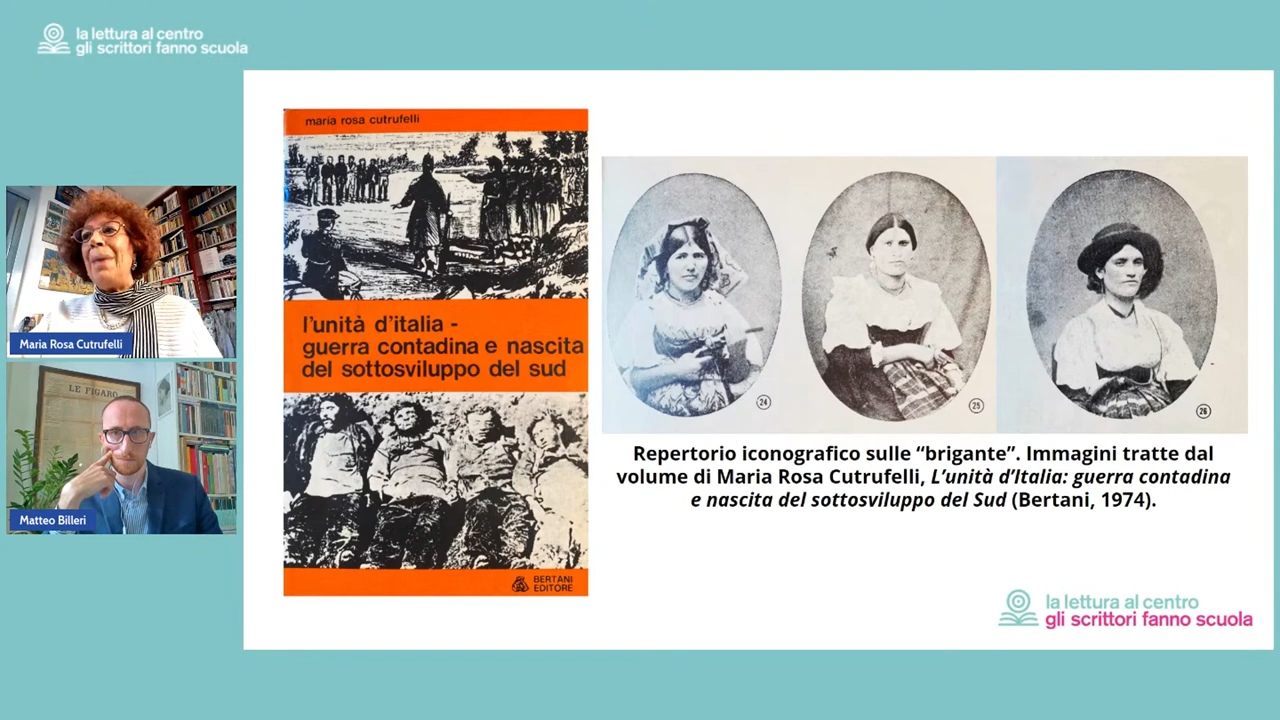 la lettura al centro
gli scrittori fanno scuola
maria rosa cutrufelli
l'unità d'italia -
guerra contadina e nascita
del sottosviluppo del sud
BERTANI
EDITORE
24
25
26
Repertorio iconografico sulle “brigante”. Immagini tratte dal
volume di Maria Rosa Cutrufelli, L’unità d’Italia: guerra contadina
e nascita del sottosviluppo del Sud (Bertani, 1974).
Maria Rosa Cutrufelli
LE FIGARO
Matteo Billeri
la lettura al centro
gli scrittori fanno scuola